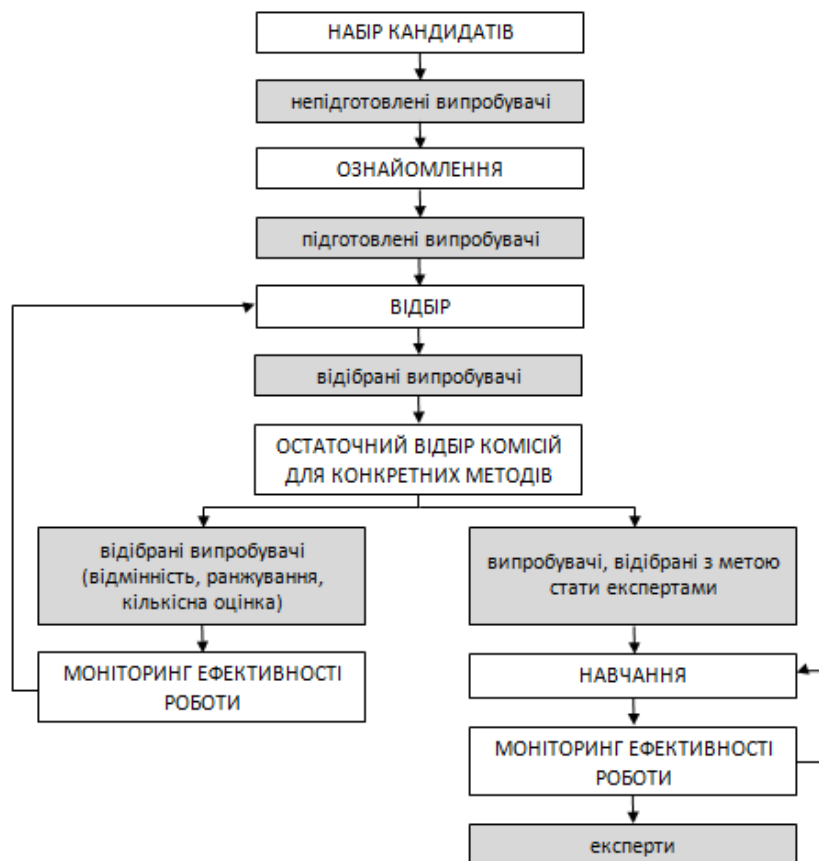 НАБІР КАНДИДАТІВ
непідготовлені випробувачі
ОЗНАЙОМЛЕННЯ
підготовлені випробувачі
ВІДБІР
відібрані випробувачі
ОСТАТОЧНИЙ ВІДБІР КОМІСІЙ
ДЛЯ КОНКРЕТНИХ МЕТОДІВ
відібрані випробувачі
(відмінність, ранжування,
кількісна оцінка)
МОНІТОРИНГ ЕФЕКТИВНОСТІ
РОБОТИ
випробувачі, відібрані з метою
стати експертами
НАВЧАННЯ
МОНІТОРИНГ ЕФЕКТИВНОСТІ
РОБОТИ
експерти